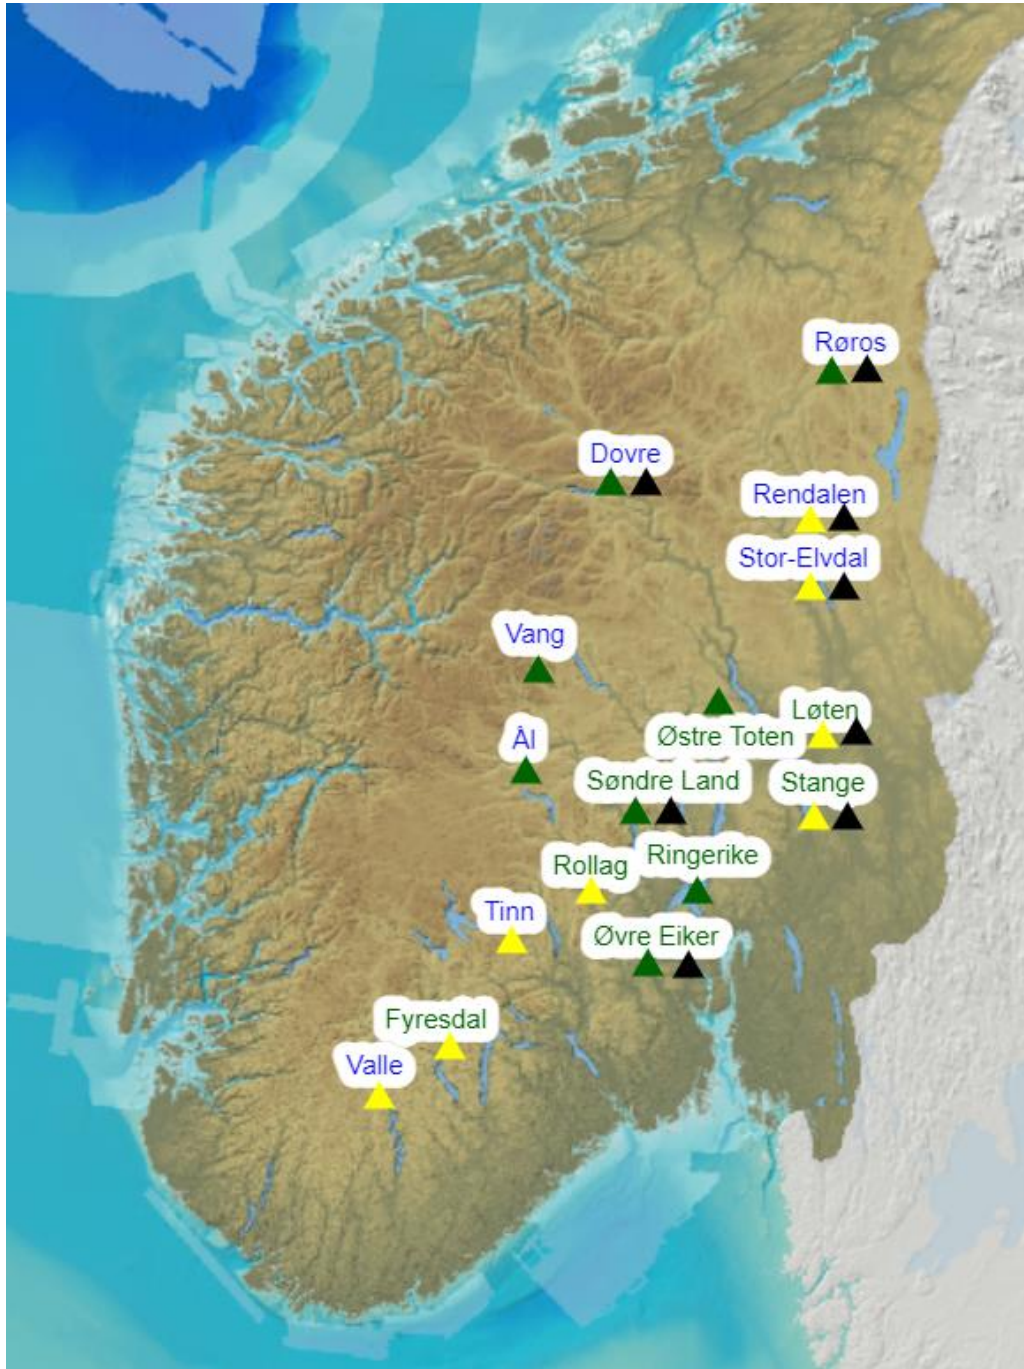 Røros
Dovre
Rendalen
Stor-Elvdal
Vang
Løten
Østre Toten
Ål
Søndre Land
Stange
Ringerike
Rollag
Tinn
Øvre Eiker
Fyresdal
Valle